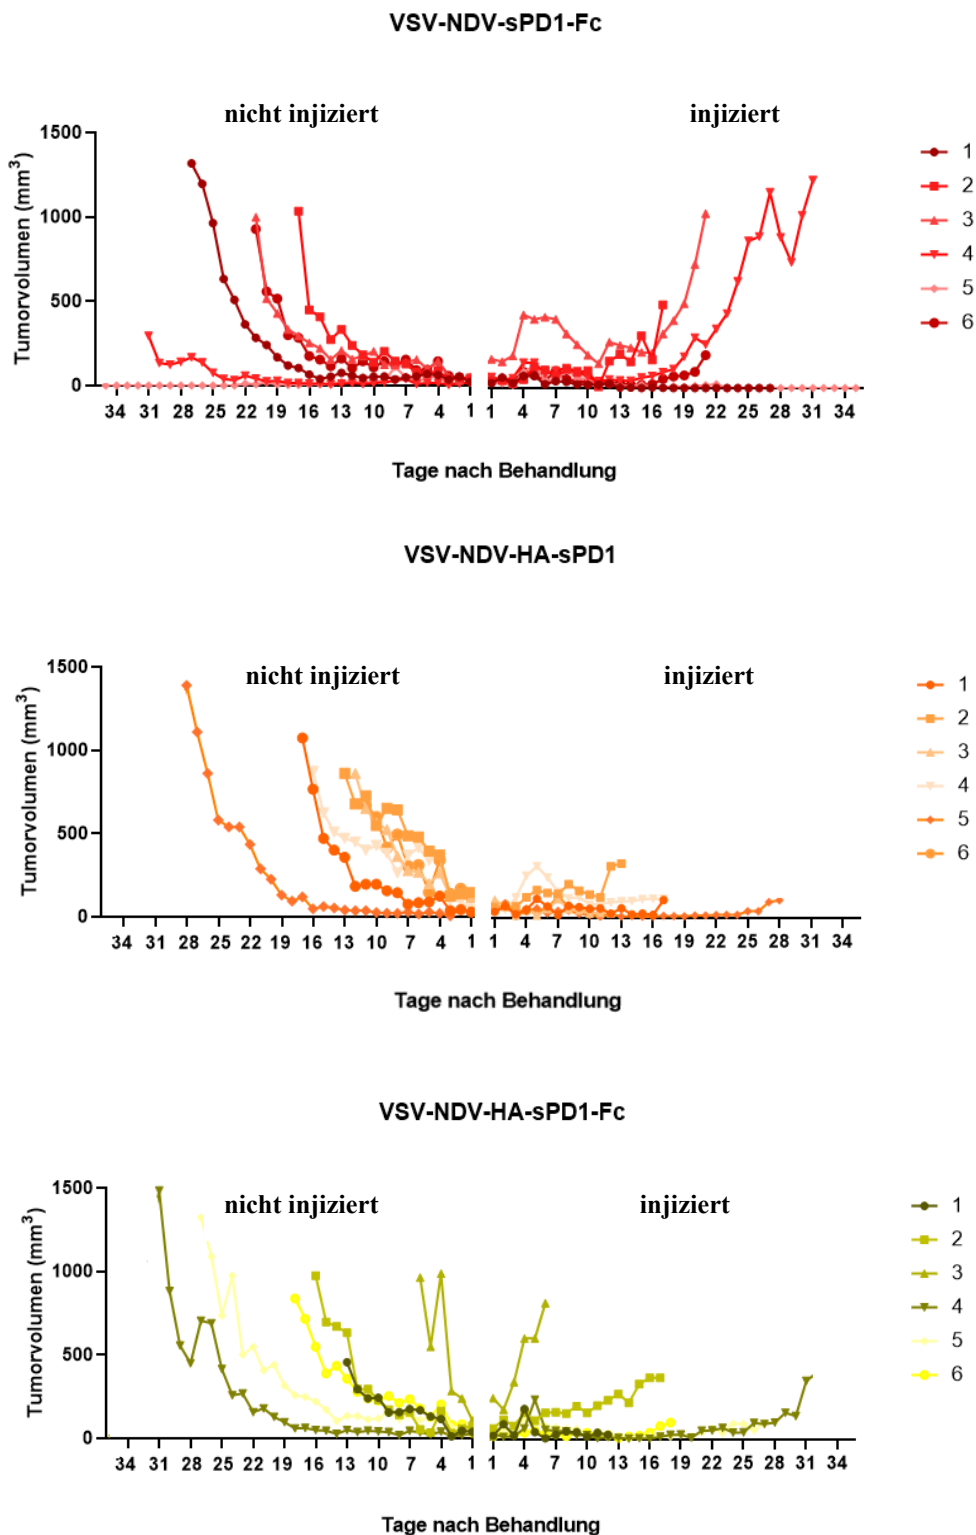 VSV-NDV-sPD1-Fc
nicht injiziert
injiziert
Tumorvolumen (mm³)
1500
1000
500
0
34 31 28 25 22 19 16 13 10 7 4 1
1 4 7 10 13 16 19 22 25 28 31 34
Tage nach Behandlung
1
2
3
4
5
6
VSV-NDV-HA-sPD1
nicht injiziert
injiziert
Tumorvolumen (mm³)
1500
1000
500
0
34 31 28 25 22 19 16 13 10 7 4 1
1 4 7 10 13 16 19 22 25 28 31 34
Tage nach Behandlung
1
2
3
4
5
6
VSV-NDV-HA-sPD1-Fc
nicht injiziert
injiziert
Tumorvolumen (mm³)
1500
1000
500
0
34 31 28 25 22 19 16 13 10 7 4 1
1 4 7 10 13 16 19 22 25 28 31 34
Tage nach Behandlung
1
2
3
4
5
6